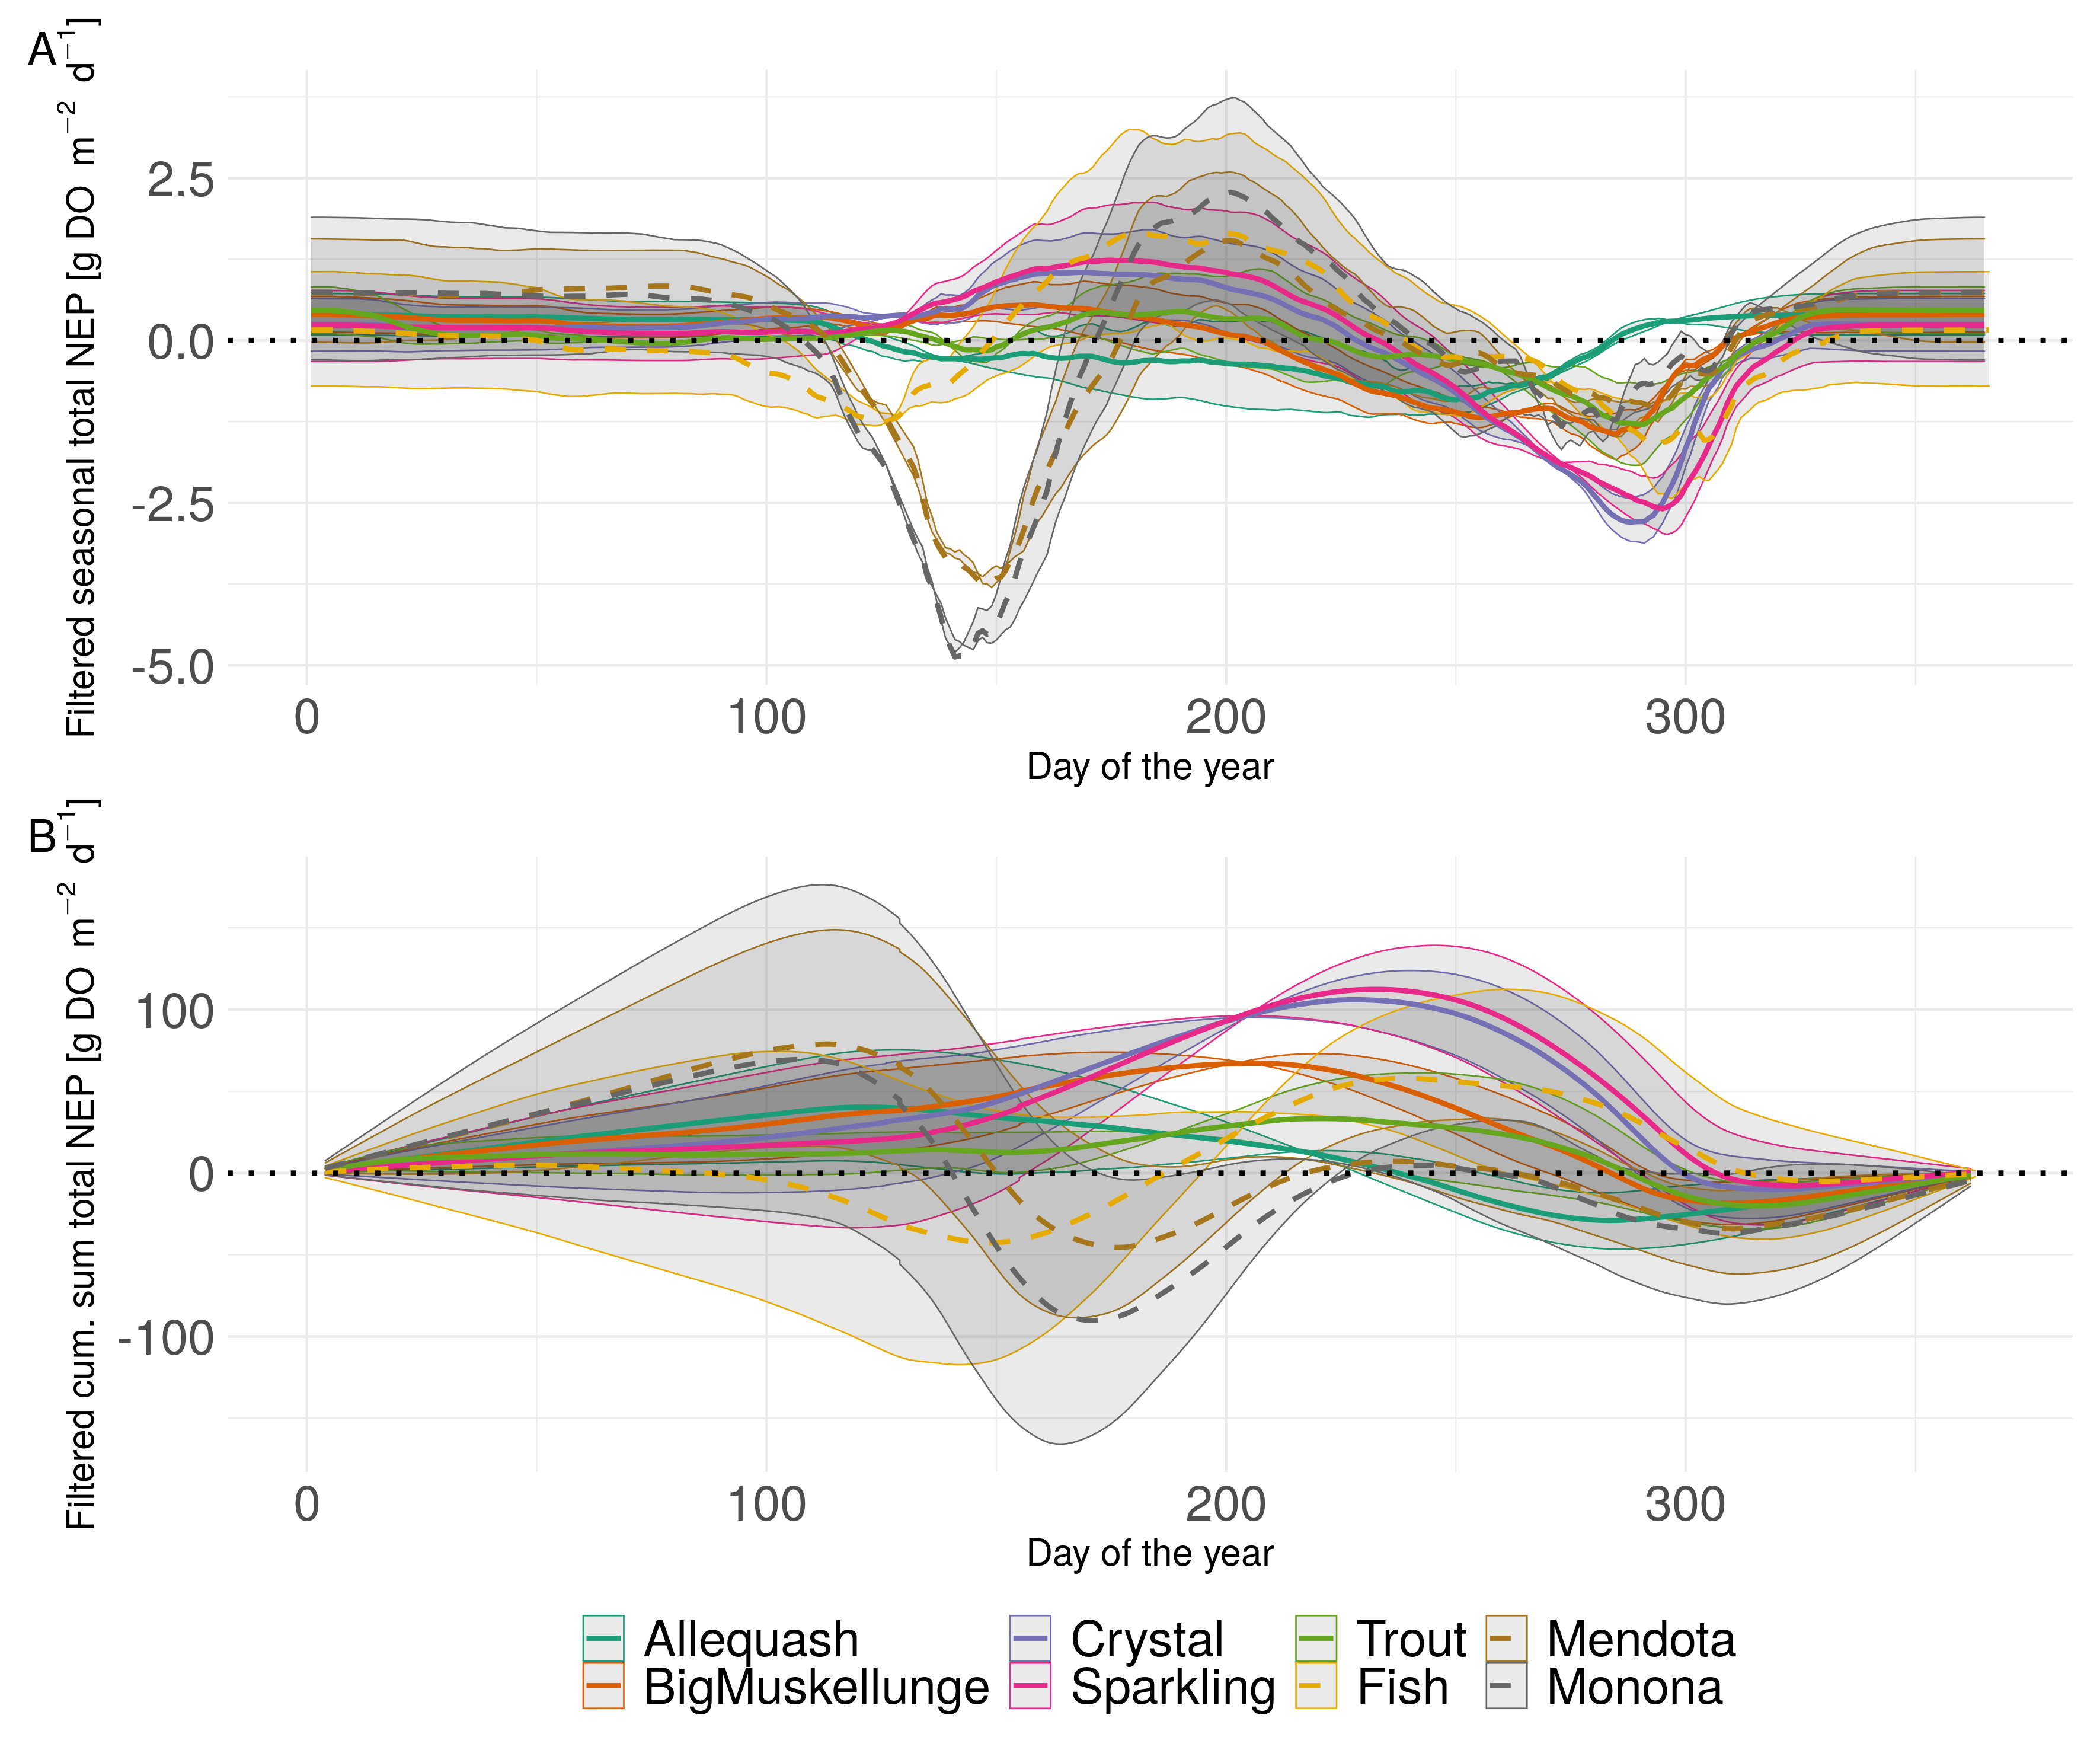 A
Filtered seasonal total NEP [g DO m⁻² d⁻¹]
2.5
0.0
-2.5
-5.0
0 100 200 300
Day of the year
B
Filtered cum. sum total NEP [g DO m⁻² d⁻¹]
100
0
-100
0 100 200 300
Day of the year
Allequash Crystal Trout Mendota
BigMuskellunge Sparkling Fish Monona